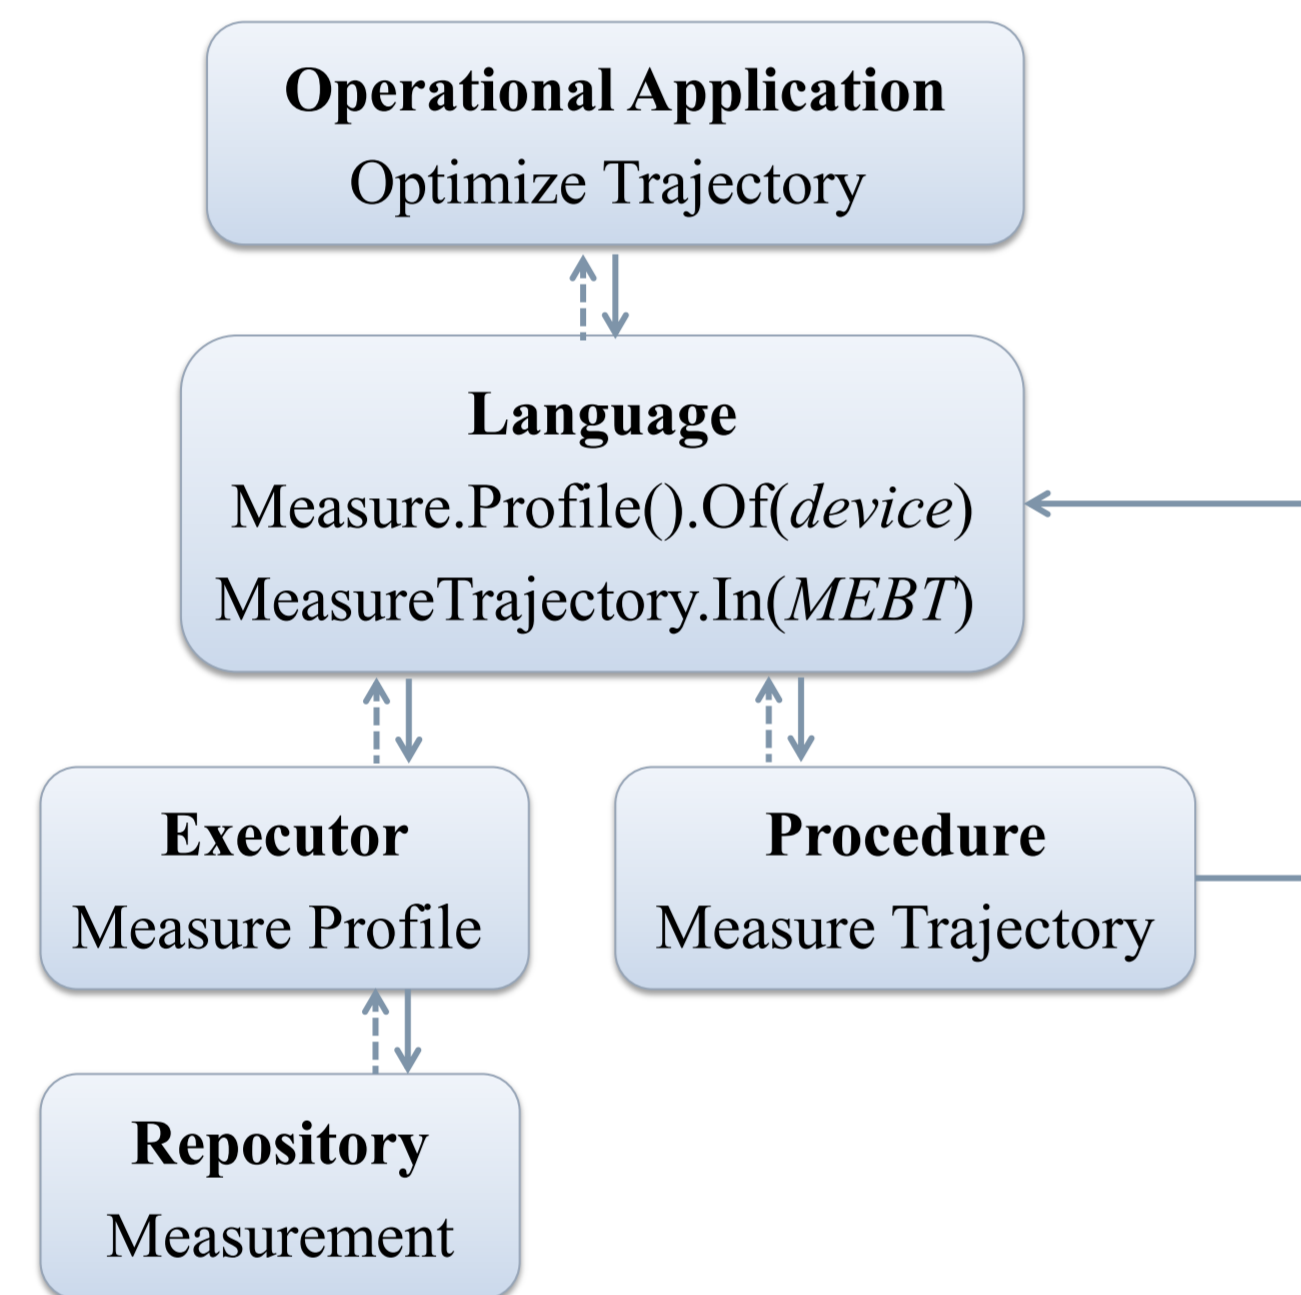 Operational Application
Optimize Trajectory
Language
Measure.Profile().Of(device)
MeasureTrajectory.In(MEBT)
Executor
Measure Profile
Procedure
Measure Trajectory
Repository
Measurement